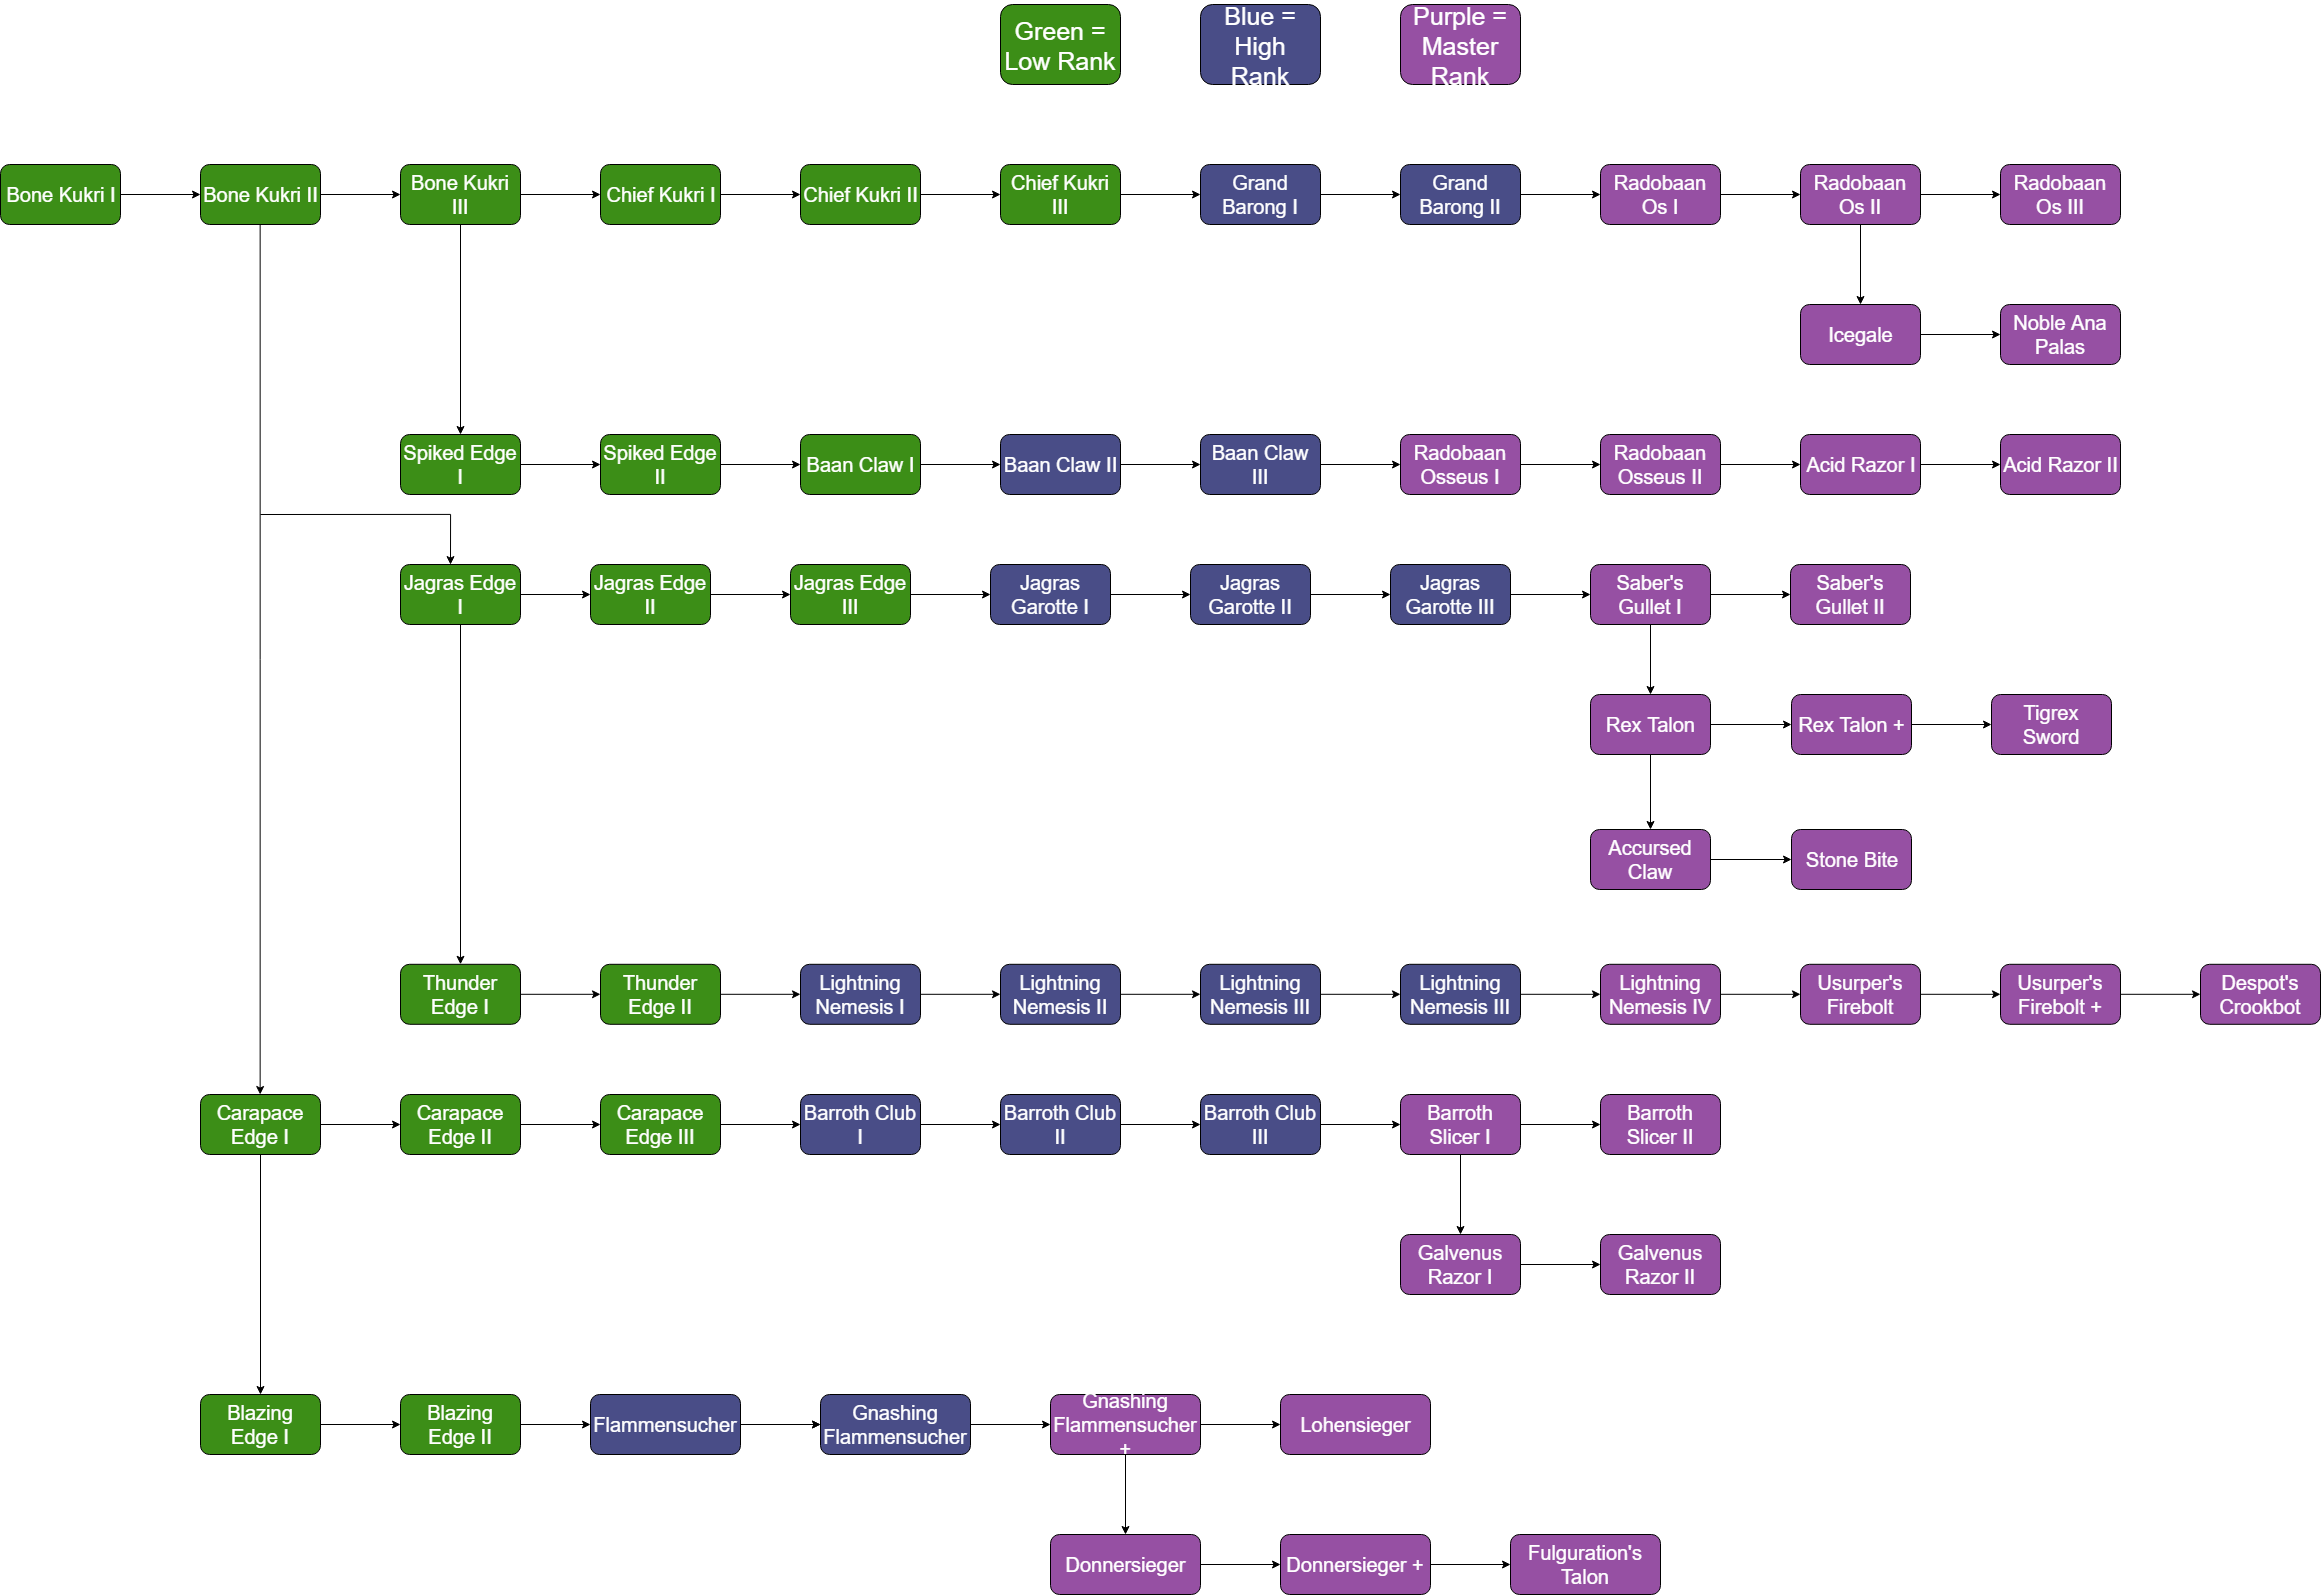 Green =
Low Rank
Blue =
High
Rank
Purple =
Master
Rank
Bone Kukri I
Bone Kukri II
Bone Kukri
III
Chief Kukri I
Chief Kukri II
Chief Kukri
III
Grand
Barong I
Grand
Barong II
Radobaan
Os I
Radobaan
Os II
Radobaan
Os III
Icegale
Noble Ana
Palas
Spiked Edge
I
Spiked Edge
II
Baan Claw I
Baan Claw II
Baan Claw
III
Radobaan
Osseus I
Radobaan
Osseus II
Acid Razor I
Acid Razor II
Jagras Edge
I
Jagras Edge
II
Jagras Edge
III
Jagras
Garotte I
Jagras
Garotte II
Jagras
Garotte III
Saber's
Gullet I
Saber's
Gullet II
Rex Talon
Rex Talon +
Tigrex
Sword
Accursed
Claw
Stone Bite
Thunder
Edge I
Thunder
Edge II
Lightning
Nemesis I
Lightning
Nemesis II
Lightning
Nemesis III
Lightning
Nemesis III
Lightning
Nemesis IV
Usurper's
Firebolt
Usurper's
Firebolt +
Despot's
Crookbot
Carapace
Edge I
Carapace
Edge II
Carapace
Edge III
Barroth Club
I
Barroth Club
II
Barroth Club
III
Barroth
Slicer I
Barroth
Slicer II
Galvenus
Razor I
Galvenus
Razor II
Blazing
Edge I
Blazing
Edge II
Flammensucher
Gnashing
Flammensucher
Gnashing
Flammensucher
+
Lohensieger
Donnersieger
Donnersieger +
Fulguration's
Talon